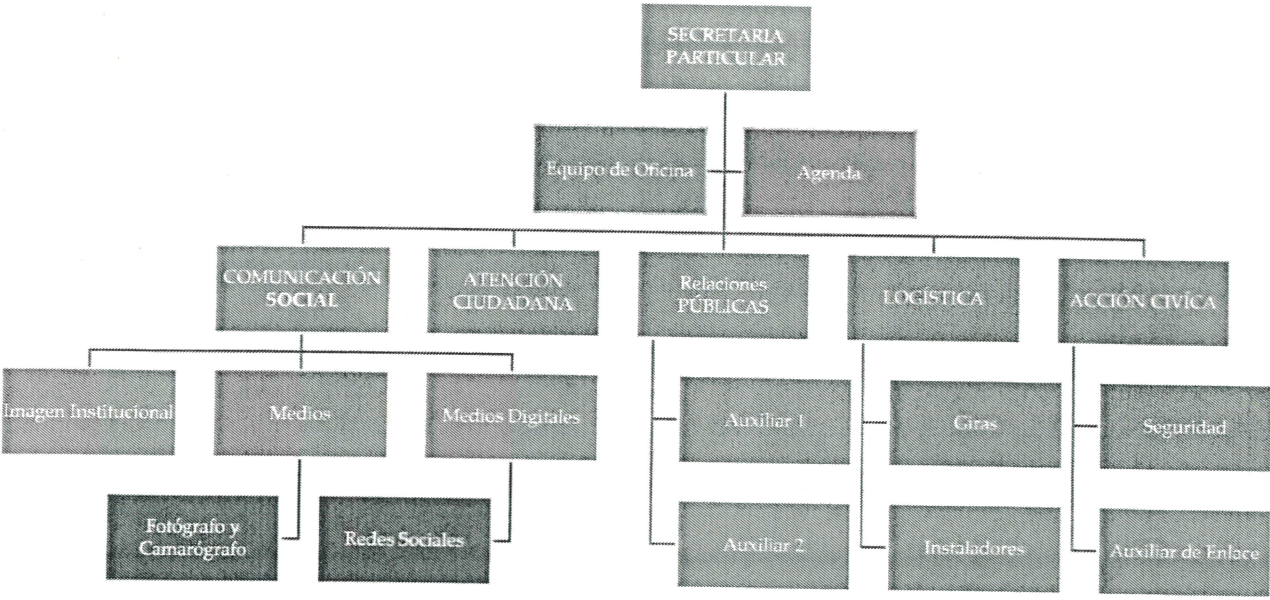 SECRETARIA
PARTICULAR
Equipo de Oficina
Agenda
COMUNICACIÓN
SOCIAL
ATENCIÓN
CIUDADANA
Relaciones
PÚBLICAS
LOGÍSTICA
ACCIÓN CIVÍCA
Imagen Institucional
Medios
Medios Digitales
Auxiliar 1
Giras
Seguridad
Fotógrafo y
Camarógrafo
Redes Sociales
Auxiliar 2
Instaladores
Auxiliar de Enlace